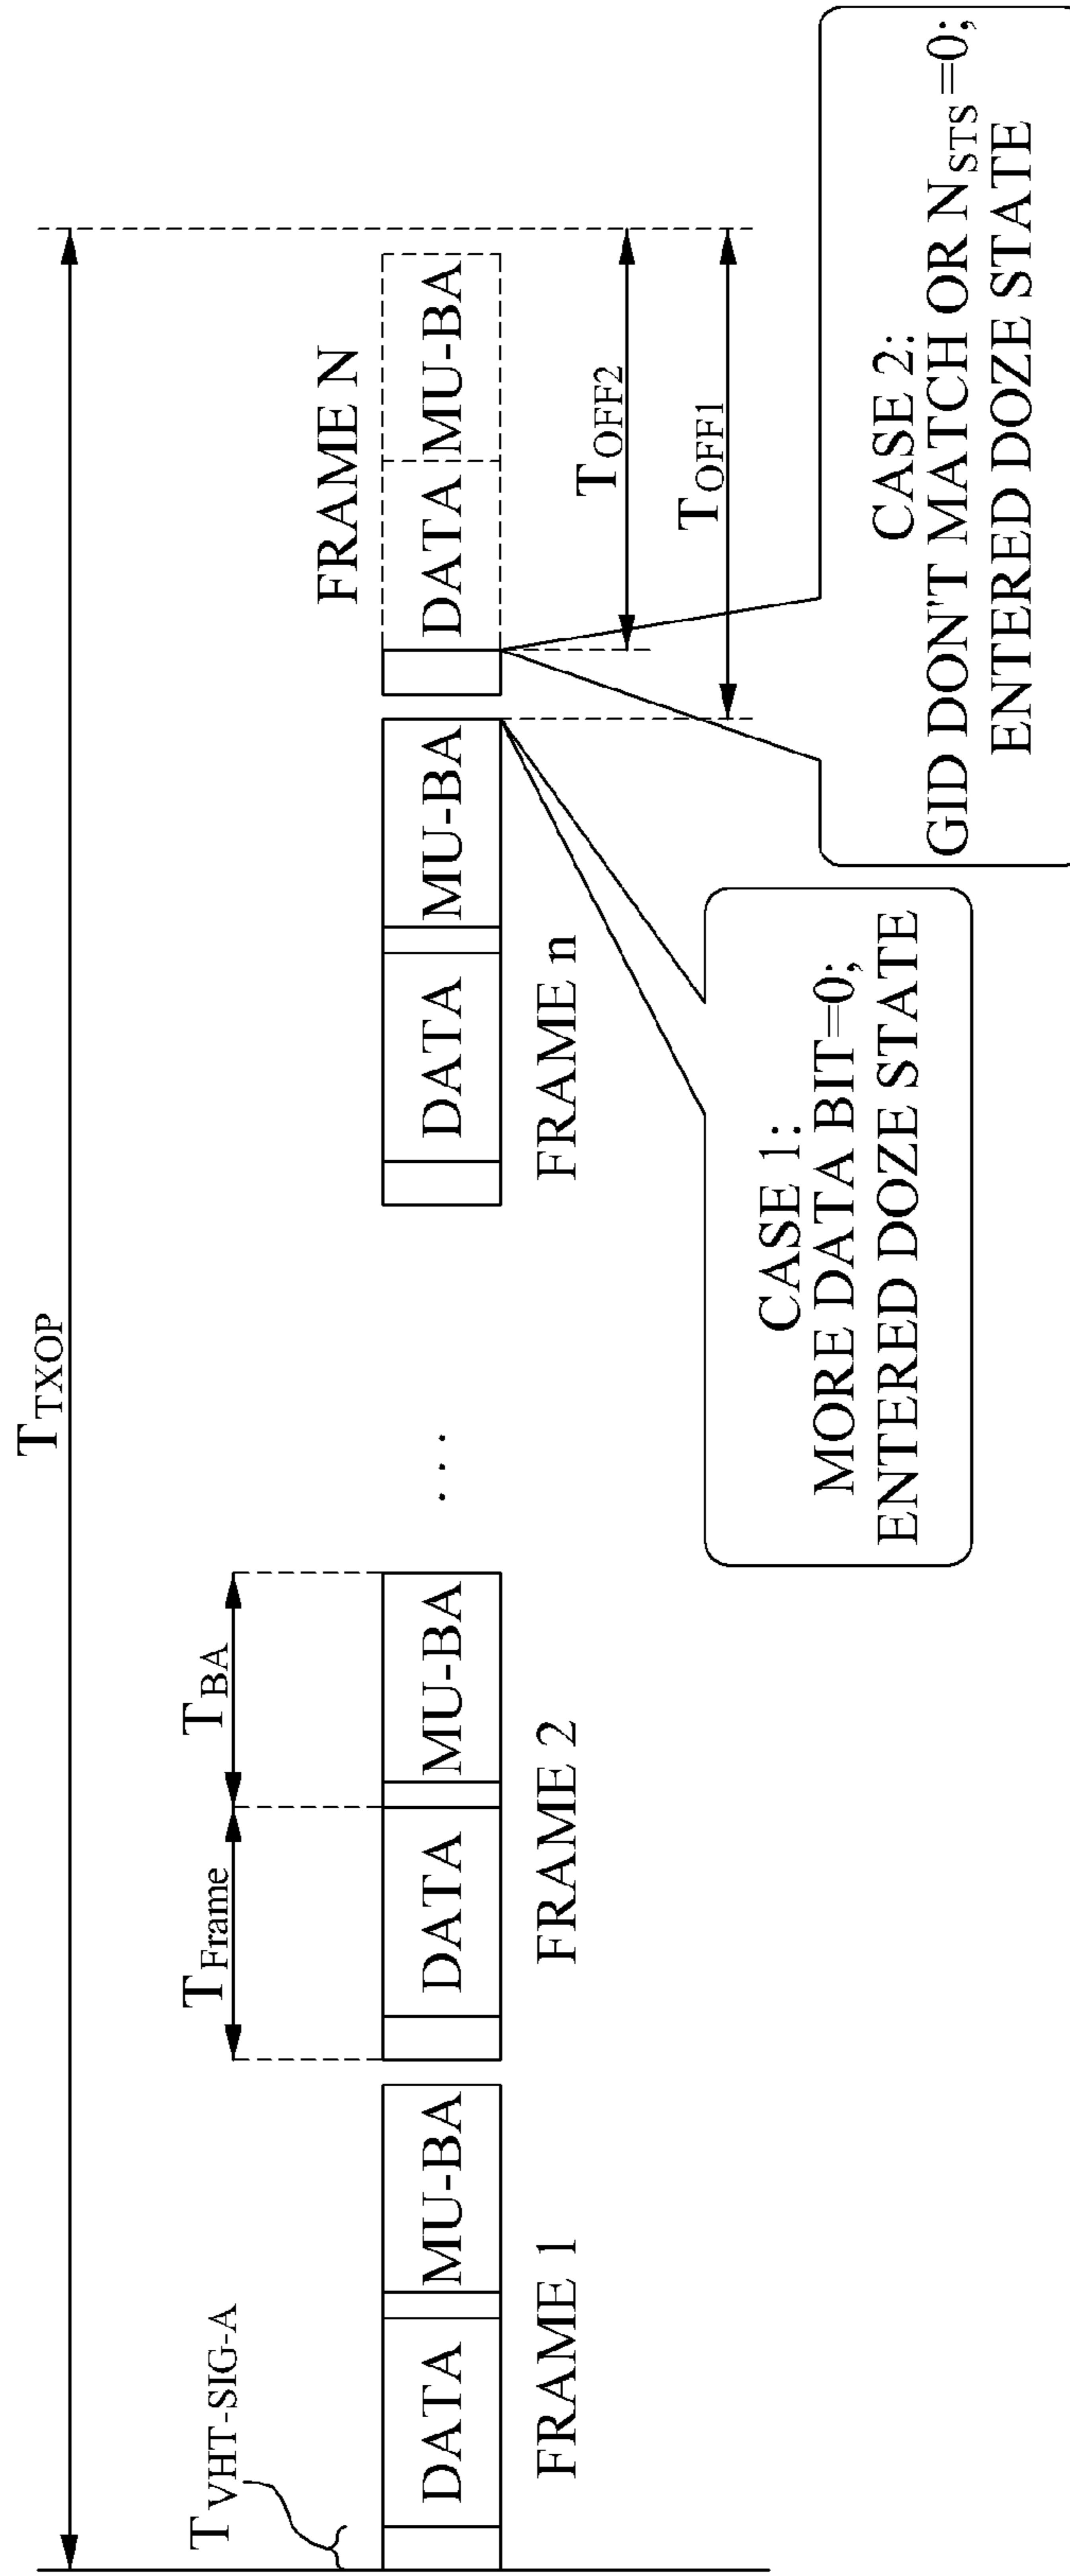 T_TXOP
T_VHT-SIG-A
T_Frame
T_BA
FRAME N
DATA
MU-BA
DATA
MU-BA
...
DATA
MU-BA
DATA
MU-BA
FRAME 1
FRAME 2
FRAME n
T_OFF2
T_OFF1
CASE 1:
MORE DATA BIT=0;
ENTERED DOZE STATE
CASE 2:
GID DON'T MATCH OR N_STS=0;
ENTERED DOZE STATE